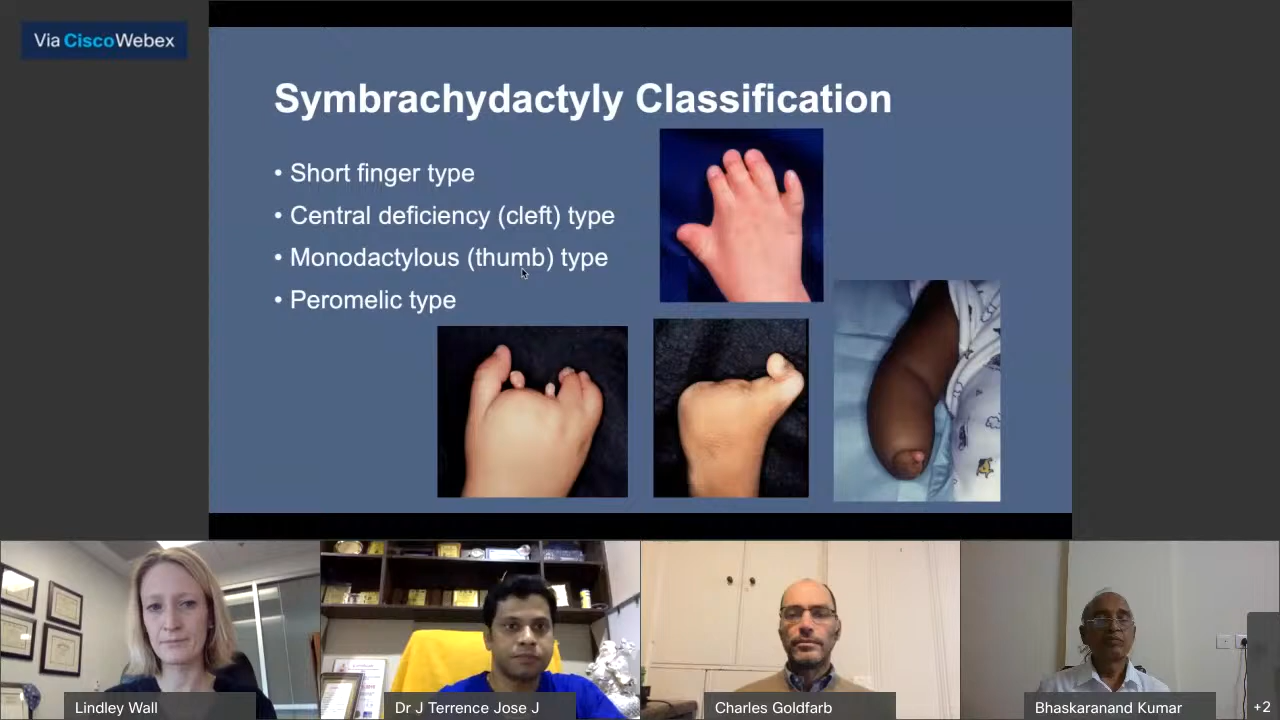 Via CiscoWebex
Symbrachydactyly Classification
• Short finger type
• Central deficiency (cleft) type
• Monodactylous (thumb) type
• Peromelic type
Lindley Wall
Dr J Terrence Jose J
Charles Goldfarb
Bhaskaranand Kumar
+2